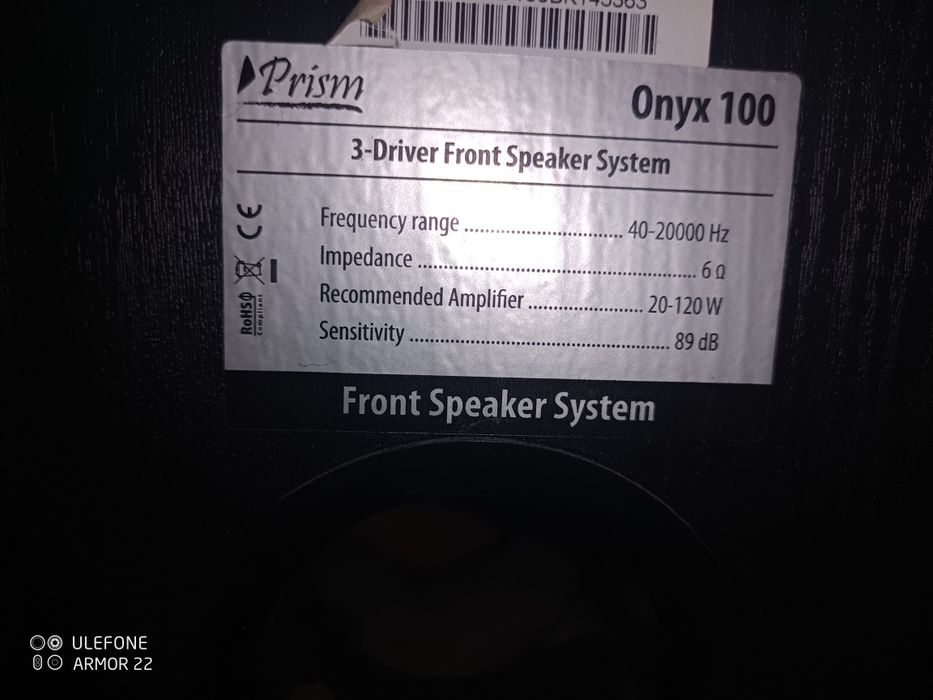 Prism
Onyx 100
3-Driver Front Speaker System
Frequency range ................................ 40-20000 Hz
Impedance ........................................................ 6 Ω
Recommended Amplifier ....................... 20-120 W
Sensitivity .................................................... 89 dB
CE
RoHS
Compliant
Front Speaker System
ULEFONE
ARMOR 22